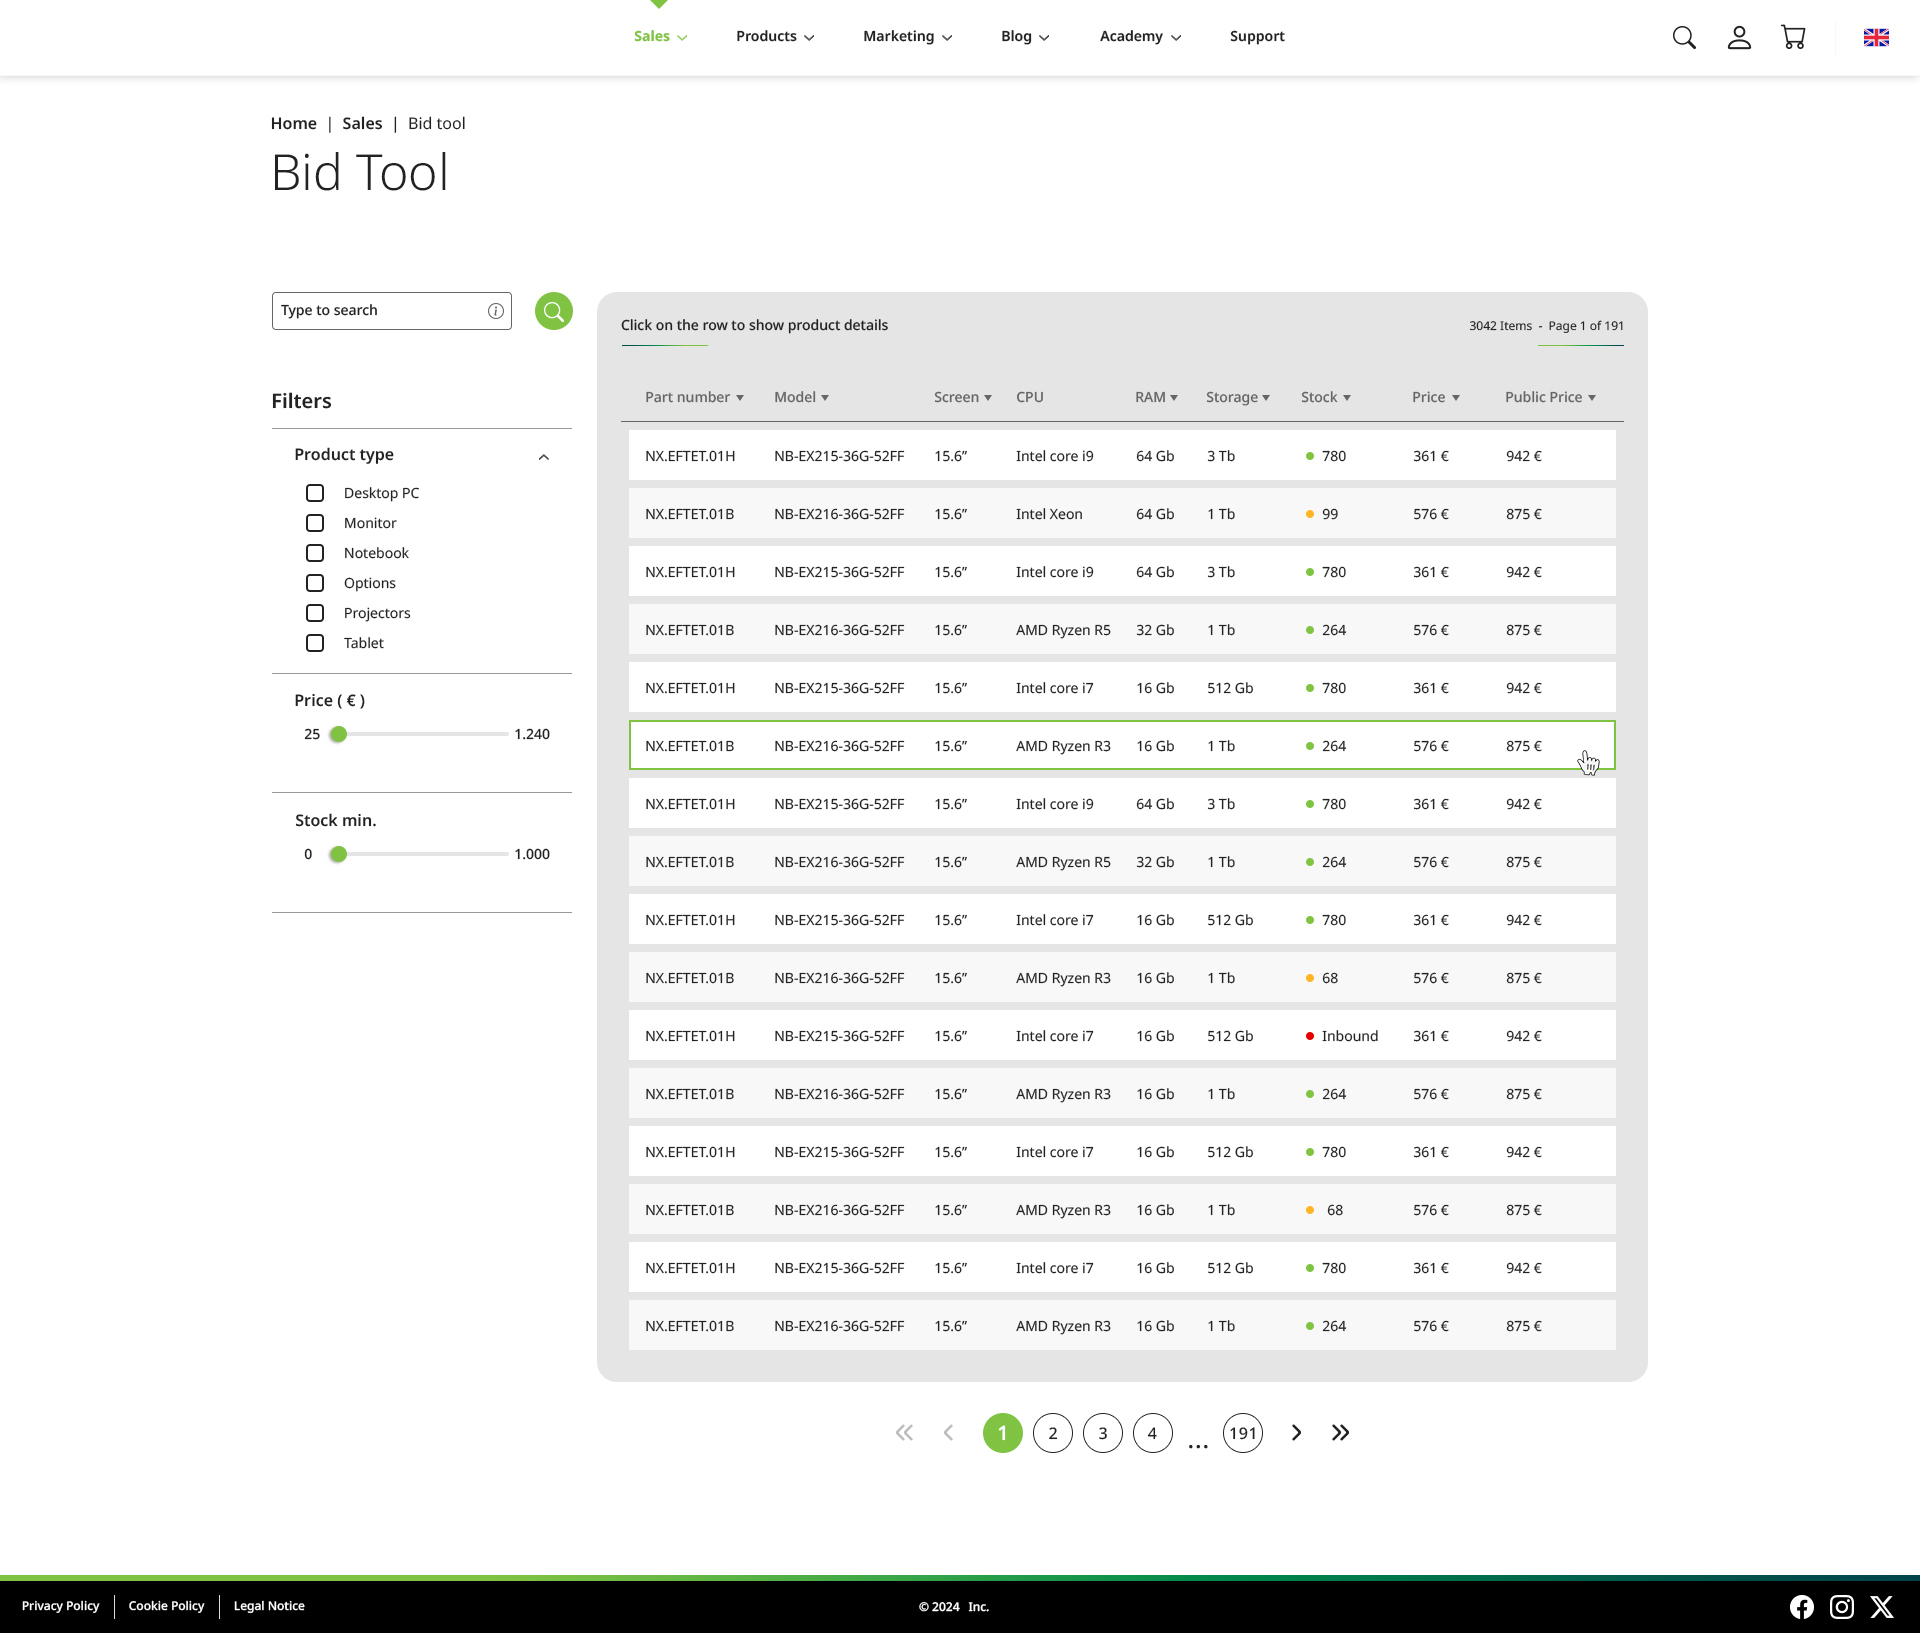 Sales Products Marketing Blog Academy Support
Home | Sales | Bid tool
Bid Tool
Type to search
Click on the row to show product details
3042 Items - Page 1 of 191
Filters
Product type
Desktop PC
Monitor
Notebook
Options
Projectors
Tablet
Price ( € )
25 1.240
Stock min.
0 1.000
Part number Model Screen CPU RAM Storage Stock Price Public Price
NX.EFTET.01H NB-EX215-36G-52FF 15.6” Intel core i9 64 Gb 3 Tb 780 361 € 942 €
NX.EFTET.01B NB-EX216-36G-52FF 15.6” Intel Xeon 64 Gb 1 Tb 99 576 € 875 €
NX.EFTET.01H NB-EX215-36G-52FF 15.6” Intel core i9 64 Gb 3 Tb 780 361 € 942 €
NX.EFTET.01B NB-EX216-36G-52FF 15.6” AMD Ryzen R5 32 Gb 1 Tb 264 576 € 875 €
NX.EFTET.01H NB-EX215-36G-52FF 15.6” Intel core i7 16 Gb 512 Gb 780 361 € 942 €
NX.EFTET.01B NB-EX216-36G-52FF 15.6” AMD Ryzen R3 16 Gb 1 Tb 264 576 € 875 €
NX.EFTET.01H NB-EX215-36G-52FF 15.6” Intel core i9 64 Gb 3 Tb 780 361 € 942 €
NX.EFTET.01B NB-EX216-36G-52FF 15.6” AMD Ryzen R5 32 Gb 1 Tb 264 576 € 875 €
NX.EFTET.01H NB-EX215-36G-52FF 15.6” Intel core i7 16 Gb 512 Gb 780 361 € 942 €
NX.EFTET.01B NB-EX216-36G-52FF 15.6” AMD Ryzen R3 16 Gb 1 Tb 68 576 € 875 €
NX.EFTET.01H NB-EX215-36G-52FF 15.6” Intel core i7 16 Gb 512 Gb Inbound 361 € 942 €
NX.EFTET.01B NB-EX216-36G-52FF 15.6” AMD Ryzen R3 16 Gb 1 Tb 264 576 € 875 €
NX.EFTET.01H NB-EX215-36G-52FF 15.6” Intel core i7 16 Gb 512 Gb 780 361 € 942 €
NX.EFTET.01B NB-EX216-36G-52FF 15.6” AMD Ryzen R3 16 Gb 1 Tb 68 576 € 875 €
NX.EFTET.01H NB-EX215-36G-52FF 15.6” Intel core i7 16 Gb 512 Gb 780 361 € 942 €
NX.EFTET.01B NB-EX216-36G-52FF 15.6” AMD Ryzen R3 16 Gb 1 Tb 264 576 € 875 €
1 2 3 4 ... 191
Privacy Policy Cookie Policy Legal Notice
© 2024 Inc.